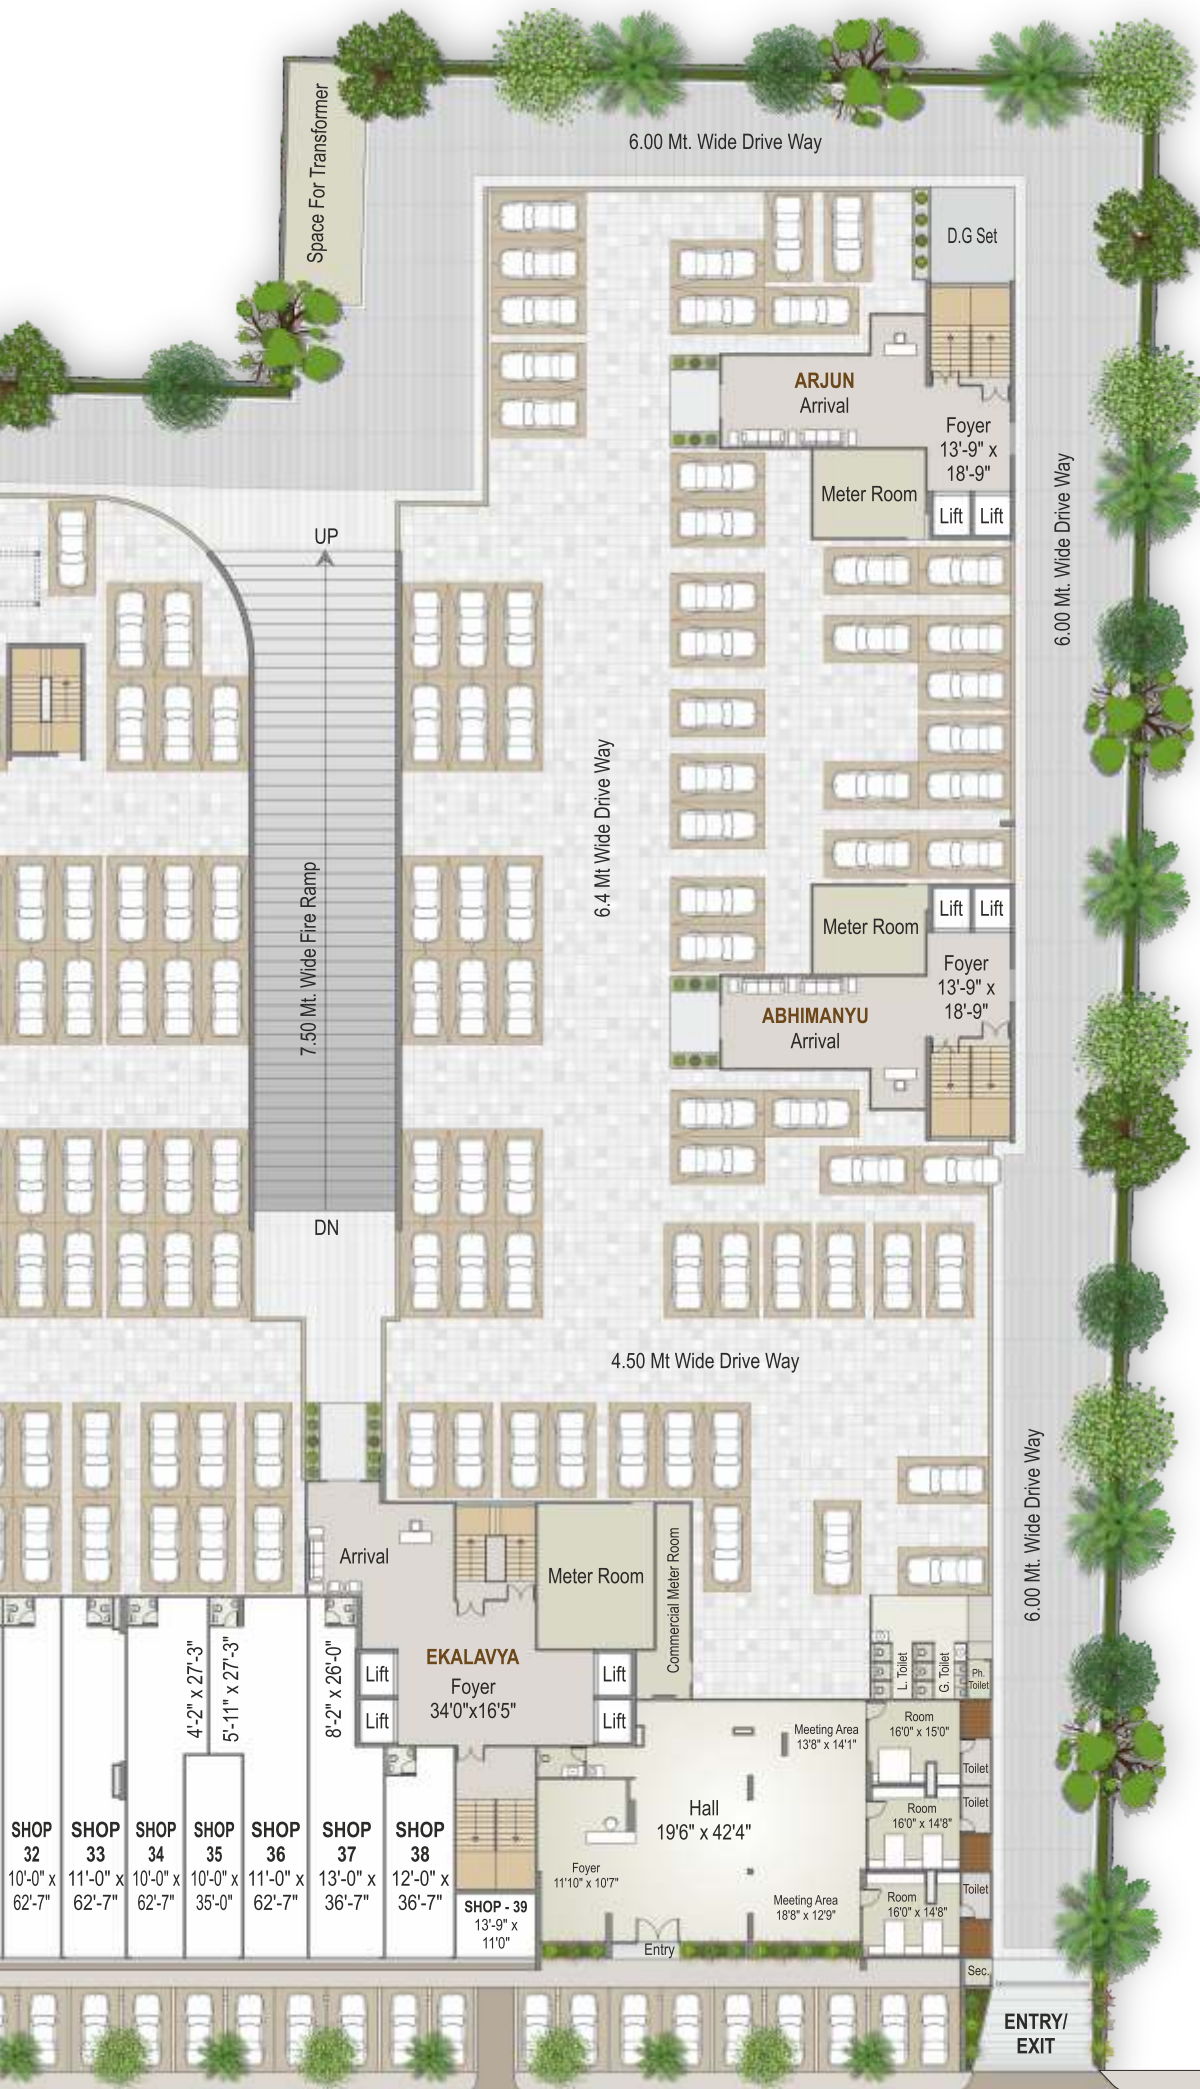 Space For Transformer
6.00 Mt. Wide Drive Way
D.G Set
ARJUN
Arrival
Foyer
13'-9" x
18'-9"
Meter Room
Lift
Lift
6.00 Mt. Wide Drive Way
UP
7.50 Mt. Wide Fire Ramp
6.4 Mt Wide Drive Way
Meter Room
Lift
Lift
Foyer
13'-9" x
18'-9"
ABHIMANYU
Arrival
DN
4.50 Mt Wide Drive Way
6.00 Mt. Wide Drive Way
Arrival
Meter Room
Commercial Meter Room
EKALAVYA
Foyer
34'0"x16'5"
Lift
Lift
Lift
Lift
4'-2" x 27'-3"
5'-11" x 27'-3"
8'-2" x 26'-0"
L. Toilet
G. Toilet
Ph.
Toilet
Room
16'0" x 15'0"
Toilet
Meeting Area
13'8" x 14'1"
Hall
19'6" x 42'4"
Toilet
Room
16'0" x 14'8"
Foyer
11'10" x 10'7"
Toilet
Room
16'0" x 14'8"
Meeting Area
18'8" x 12'9"
Entry
SHOP
32
10'-0" x
62'-7"
SHOP
33
11'-0" x
62'-7"
SHOP
34
10'-0" x
62'-7"
SHOP
35
10'-0" x
35'-0"
SHOP
36
11'-0" x
62'-7"
SHOP
37
13'-0" x
36'-7"
SHOP
38
12'-0" x
36'-7"
SHOP - 39
13'-9" x
11'0"
Sec.
ENTRY/
EXIT